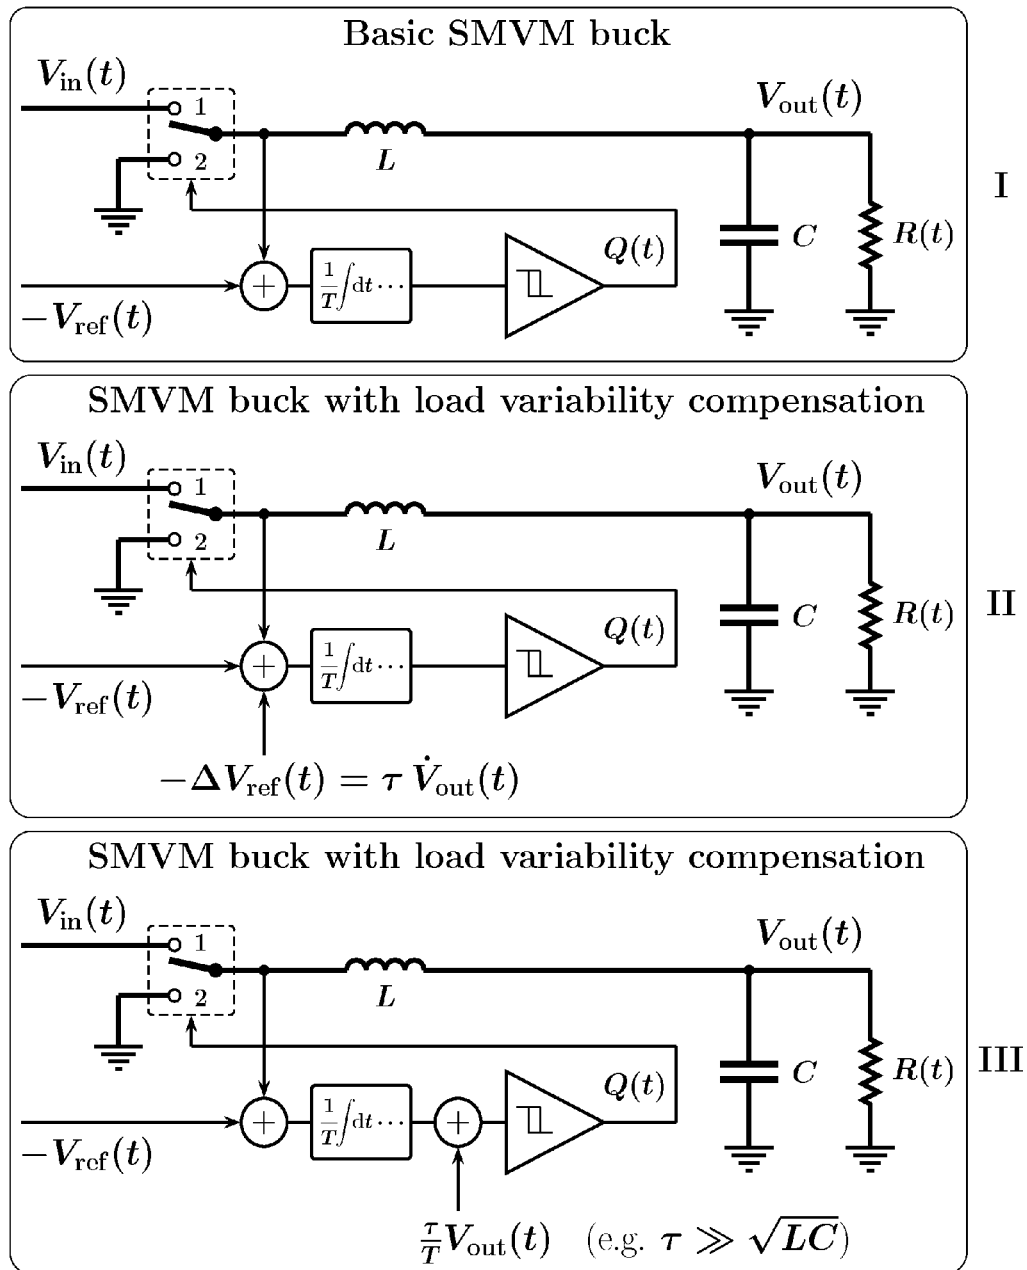 Basic SMVM buck
V_in(t)
1
V_out(t)
2
L
I
Q(t)
C
R(t)
+
1/T ∫dt ⋯
−V_ref(t)
SMVM buck with load variability compensation
V_in(t)
1
V_out(t)
2
L
II
Q(t)
C
R(t)
+
1/T ∫dt ⋯
−V_ref(t)
−ΔV_ref(t) = τ V̇_out(t)
SMVM buck with load variability compensation
V_in(t)
1
V_out(t)
2
L
III
Q(t)
C
R(t)
+
1/T ∫dt ⋯
+
−V_ref(t)
τ/T V_out(t) (e.g. τ ≫ √LC)